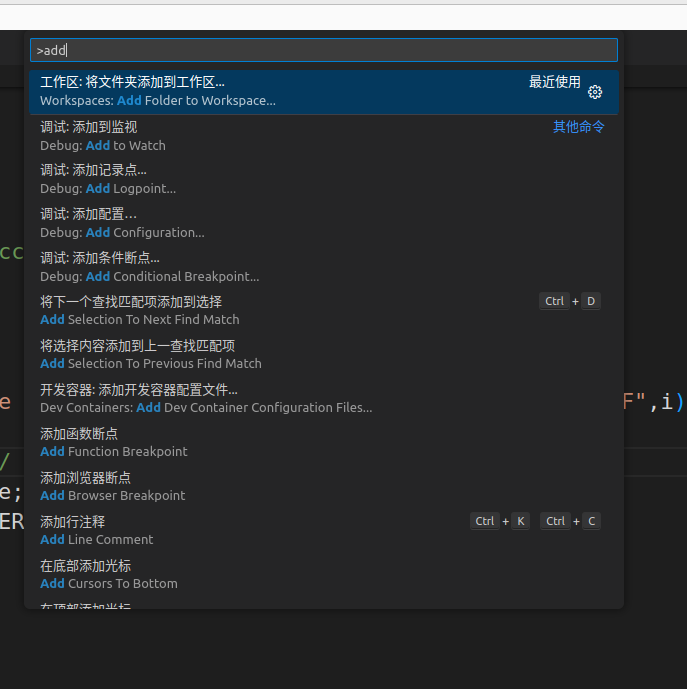 >add
工作区: 将文件夹添加到工作区...
最近使用
Workspaces: Add Folder to Workspace...
调试: 添加到监视
其他命令
Debug: Add to Watch
调试: 添加记录点...
Debug: Add Logpoint...
调试: 添加配置...
Debug: Add Configuration...
调试: 添加条件断点...
Debug: Add Conditional Breakpoint...
将下一个查找匹配项添加到选择
Ctrl + D
Add Selection To Next Find Match
将选择内容添加到上一查找匹配项
Add Selection To Previous Find Match
开发容器: 添加开发容器配置文件...
Dev Containers: Add Dev Container Configuration Files...
添加函数断点
Add Function Breakpoint
添加浏览器断点
Add Browser Breakpoint
添加行注释
Ctrl + K Ctrl + C
Add Line Comment
在底部添加光标
Add Cursors To Bottom
在顶部添加光标
cc
e
F",i)
/
e;
ER